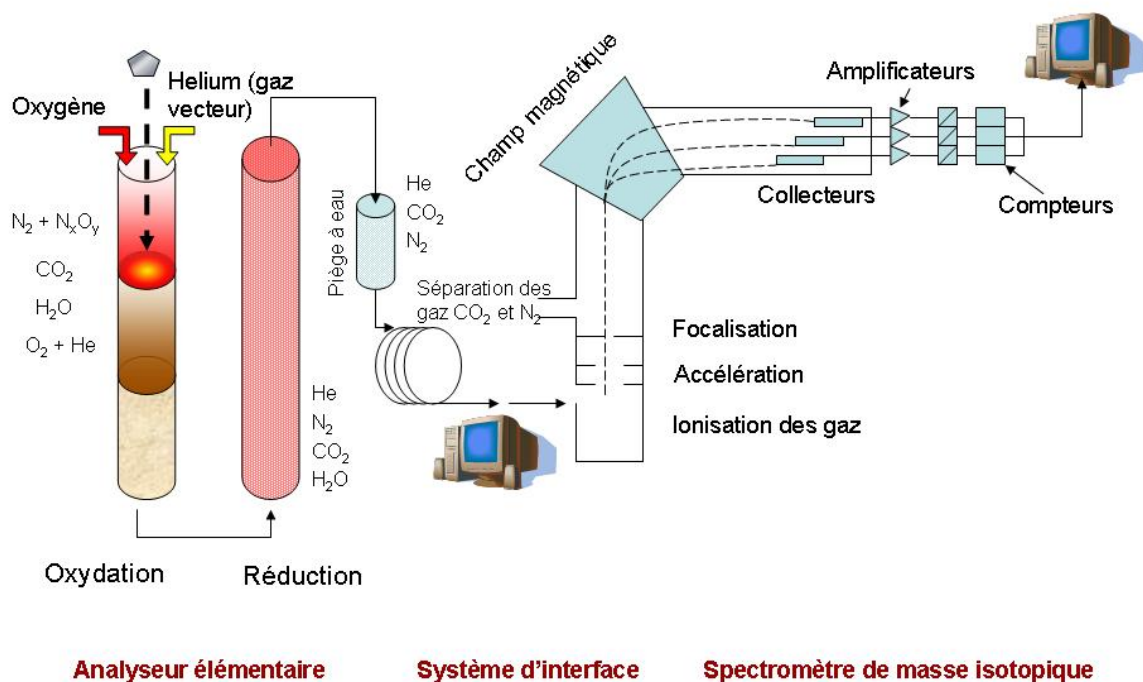 Oxygène
Helium (gaz
vecteur)
N₂ + NₓOᵧ
CO₂
H₂O
O₂ + He
He
N₂
CO₂
H₂O
Oxydation
Réduction
Piège à eau
He
CO₂
N₂
Séparation des
gaz CO₂ et N₂
Champ magnétique
Focalisation
Accélération
Ionisation des gaz
Collecteurs
Amplificateurs
Compteurs
Analyseur élémentaire
Système d'interface
Spectromètre de masse isotopique